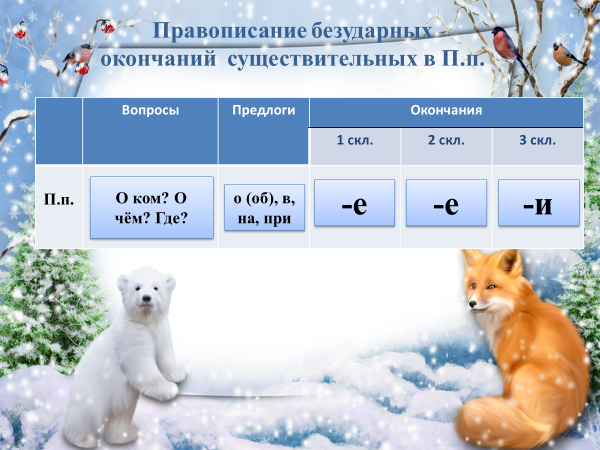 Правописание безударных
окончаний существительных в П.п.
Вопросы
Предлоги
Окончания
1 скл.
2 скл.
3 скл.
П.п.
О ком? О
чём? Где?
о (об), в,
на, при
-е
-е
-и